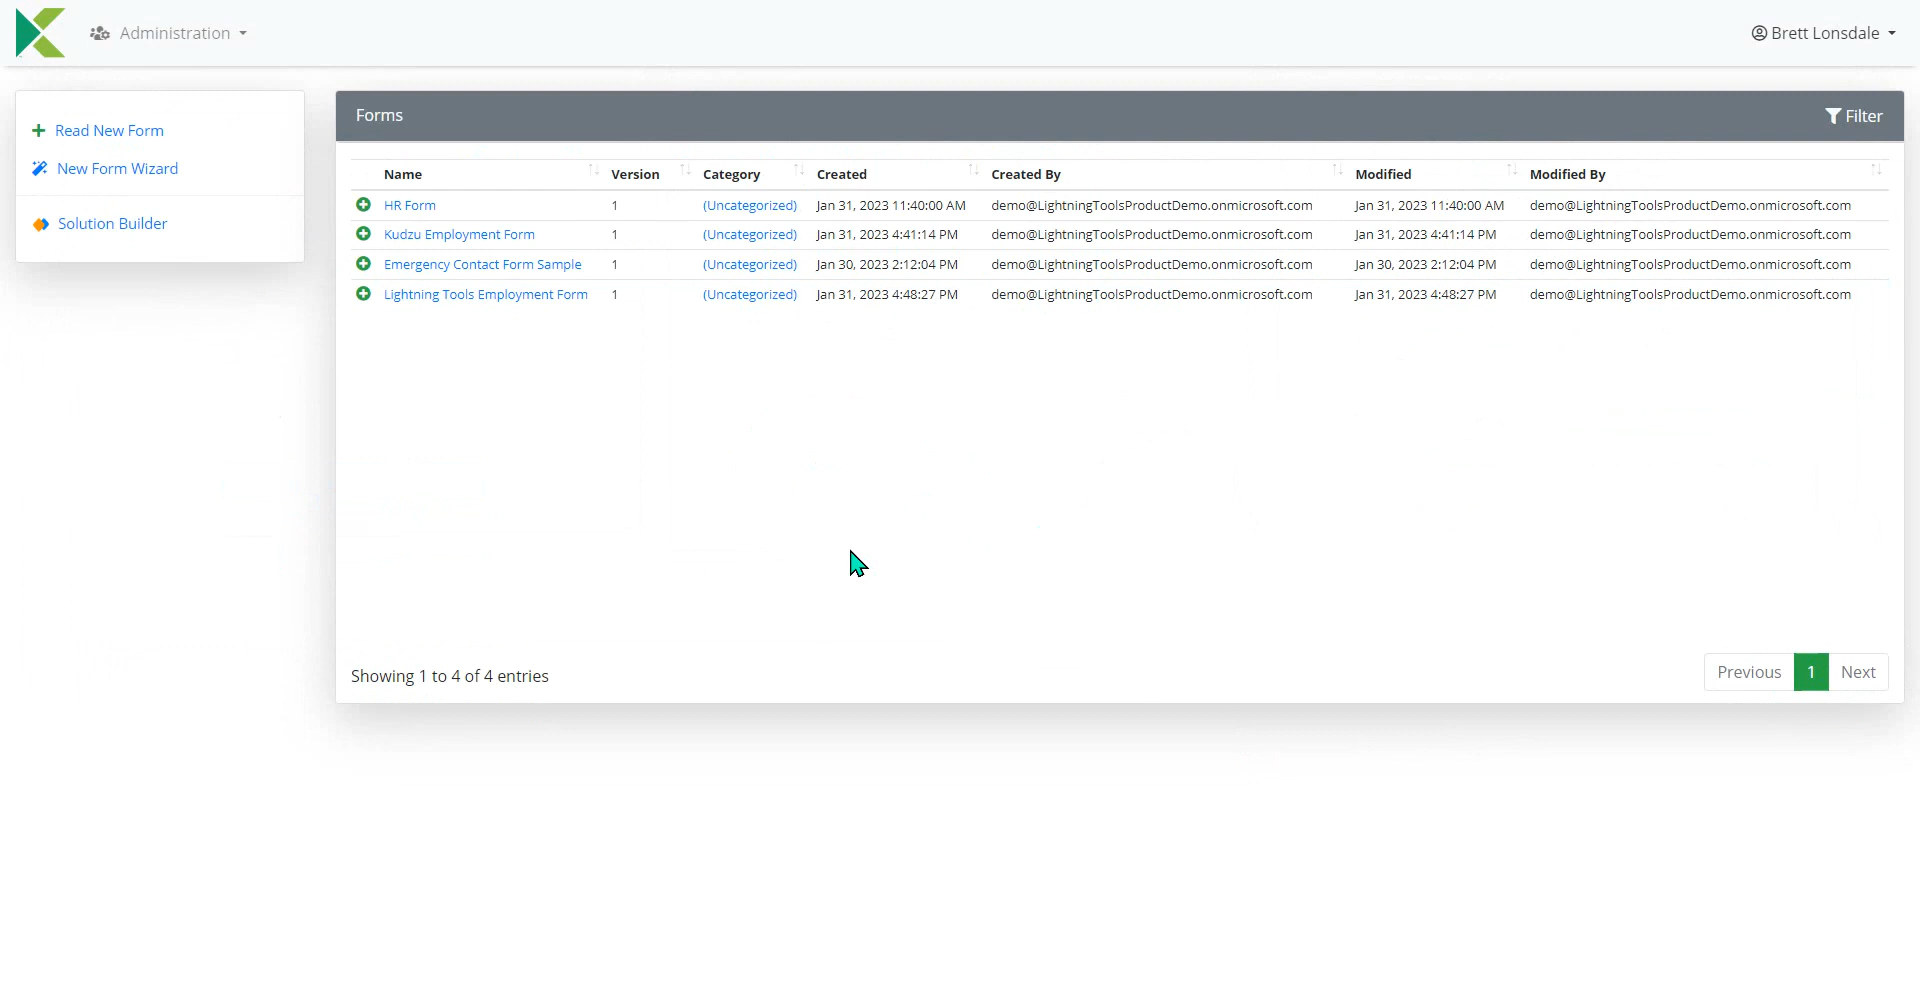 Administration
Brett Lonsdale
Read New Form
New Form Wizard
Solution Builder
Forms
Filter
Name Version Category Created Created By Modified Modified By
HR Form 1 (Uncategorized) Jan 31, 2023 11:40:00 AM demo@LightningToolsProductDemo.onmicrosoft.com Jan 31, 2023 11:40:00 AM demo@LightningToolsProductDemo.onmicrosoft.com
Kudzu Employment Form 1 (Uncategorized) Jan 31, 2023 4:41:14 PM demo@LightningToolsProductDemo.onmicrosoft.com Jan 31, 2023 4:41:14 PM demo@LightningToolsProductDemo.onmicrosoft.com
Emergency Contact Form Sample 1 (Uncategorized) Jan 30, 2023 2:12:04 PM demo@LightningToolsProductDemo.onmicrosoft.com Jan 30, 2023 2:12:04 PM demo@LightningToolsProductDemo.onmicrosoft.com
Lightning Tools Employment Form 1 (Uncategorized) Jan 31, 2023 4:48:27 PM demo@LightningToolsProductDemo.onmicrosoft.com Jan 31, 2023 4:48:27 PM demo@LightningToolsProductDemo.onmicrosoft.com
Showing 1 to 4 of 4 entries
Previous 1 Next